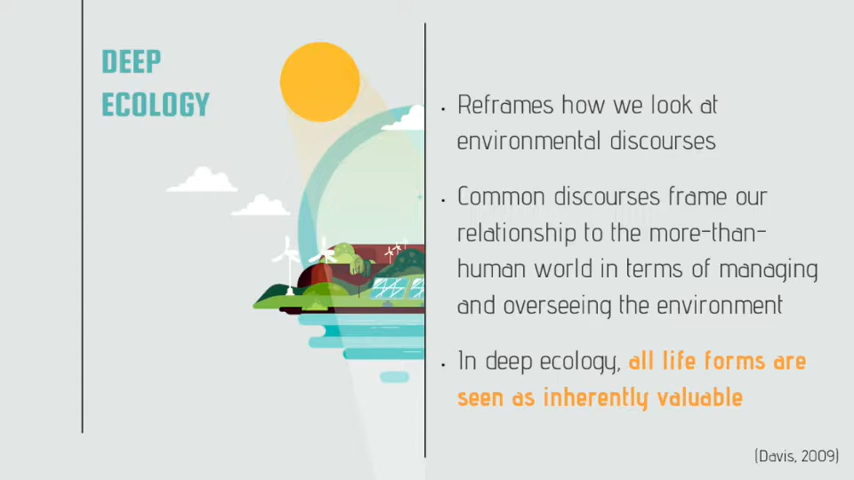 DEEP
ECOLOGY
• Reframes how we look at
environmental discourses
• Common discourses frame our
relationship to the more-than-
human world in terms of managing
and overseeing the environment
• In deep ecology, all life forms are
seen as inherently valuable
(Davis, 2009)